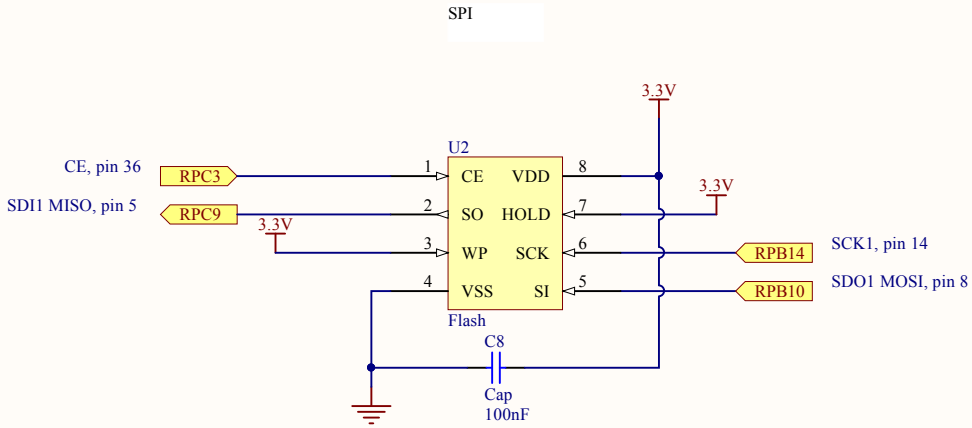 SPI
3.3V
U2
CE, pin 36
RPC3
1
CE
VDD
8
3.3V
SDI1 MISO, pin 5
RPC9
2
SO
HOLD
7
3.3V
3
WP
SCK
6
RPB14
SCK1, pin 14
4
VSS
SI
5
RPB10
SDO1 MOSI, pin 8
Flash
C8
Cap
100nF